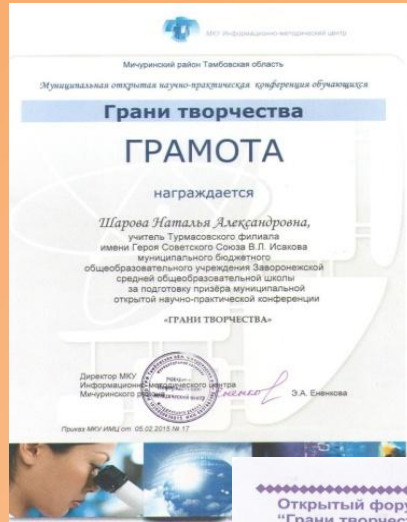 МКУ Информационно-методический центр
Мичуринский район Тамбовская область
Муниципальная открытая научно-практическая конференция обучающихся
Грани творчества
ГРАМОТА
награждается
Шарова Наталья Александровна,
учитель Турмасовского филиала
имени Героя Советского Союза В.Л. Исакова
муниципального бюджетного
общеобразовательного учреждения Заворонежской
средней общеобразовательной школы
за подготовку призёра муниципальной
открытой научно-практической конференции
«ГРАНИ ТВОРЧЕСТВА»
Директор МКУ
Информационно-методического центра
Мичуринского района
Э.А. Ененкова
Приказ МКУ ИМЦ от 05.02.2015 № 17
Открытый фору
"Грани творчес